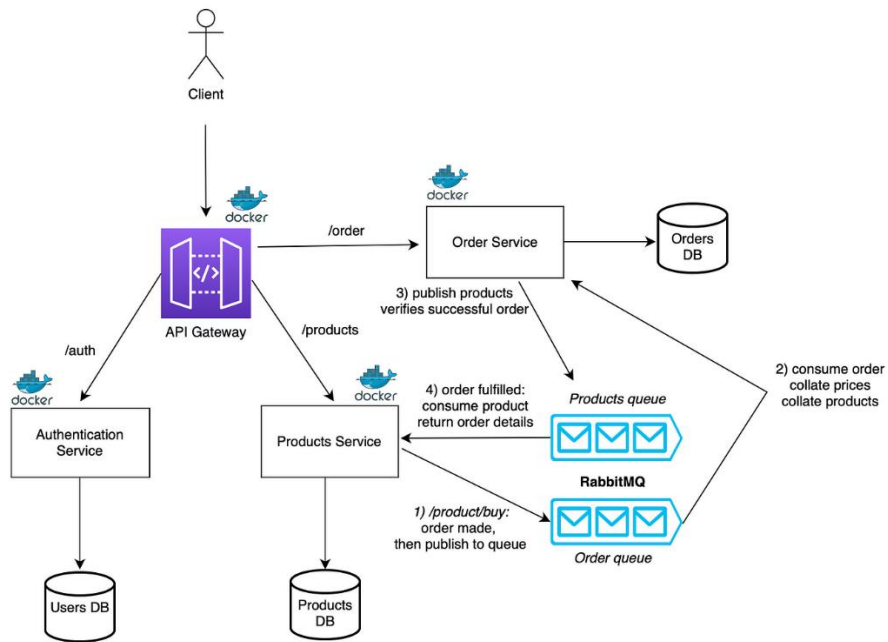 Client
docker
docker
/order
Order Service
Orders
DB
3) publish products
verifies successful order
API Gateway
/products
/auth
docker
docker
2) consume order
collate prices
collate products
4) order fulfilled:
consume product
return order details
Products queue
Authentication
Service
Products Service
RabbitMQ
1) /product/buy:
order made,
then publish to queue
Order queue
Users DB
Products
DB